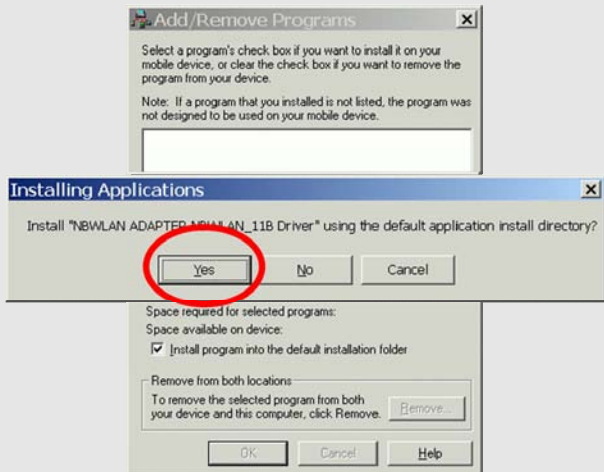 Add/Remove Programs
Select a program's check box if you want to install it on your
mobile device, or clear the check box if you want to remove the
program from your device.
Note: If a program that you installed is not listed, the program was
not designed to be used on your mobile device.
Installing Applications
Install "NBWLAN ADAPTER NBWLAN_11B Driver" using the default application install directory?
Yes
No
Cancel
Space required for selected programs:
Space available on device:
Install program into the default installation folder
Remove from both locations
To remove the selected program from both
your device and this computer, click Remove.
Remove...
OK
Cancel
Help